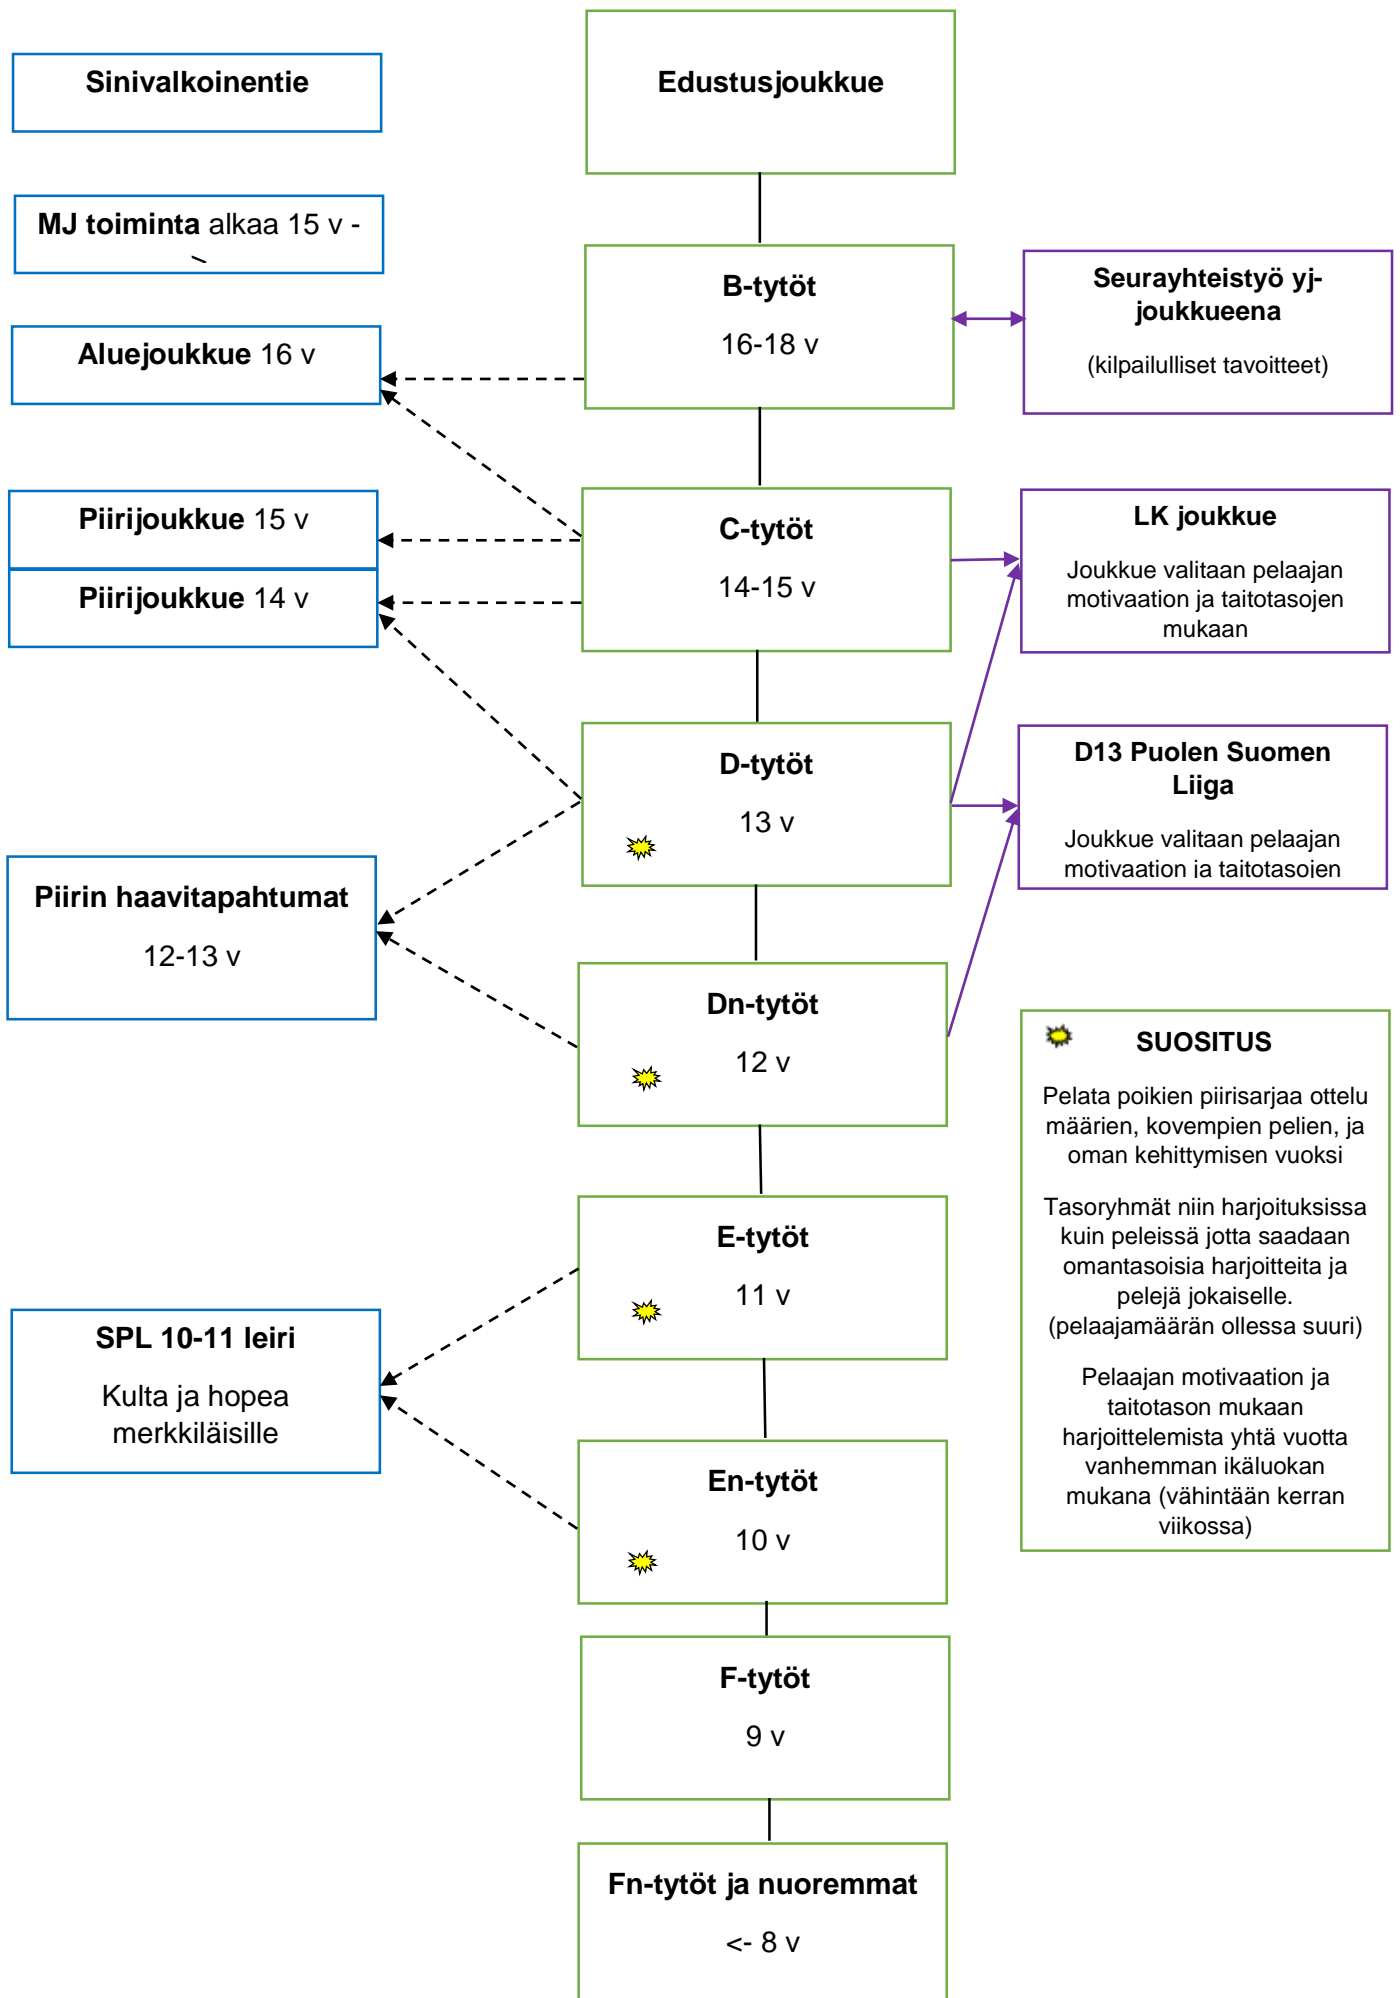 Sinivalkoinentie
Edustusjoukkue
MJ toiminta alkaa 15 v -
B-tytöt
16-18 v
Seurayhteistyö yj-
joukkueena
(kilpailulliset tavoitteet)
Aluejoukkue 16 v
Piirijoukkue 15 v
Piirijoukkue 14 v
C-tytöt
14-15 v
LK joukkue
Joukkue valitaan pelaajan
motivaation ja taitotasojen
mukaan
D-tytöt
13 v
D13 Puolen Suomen
Liiga
Joukkue valitaan pelaajan
motivaation ja taitotasojen
Piirin haavitapahtumat
12-13 v
Dn-tytöt
12 v
SUOSITUS
Pelata poikien piirisarjaa ottelu
määrien, kovempien pelien, ja
oman kehittymisen vuoksi
Tasoryhmät niin harjoituksissa
kuin peleissä jotta saadaan
omantasoisia harjoitteita ja
pelejä jokaiselle.
(pelaajamäärän ollessa suuri)
Pelaajan motivaation ja
taitotason mukaan
harjoittelemista yhtä vuotta
vanhemman ikäluokan
mukana (vähintään kerran
viikossa)
E-tytöt
11 v
SPL 10-11 leiri
Kulta ja hopea
merkkiläisille
En-tytöt
10 v
F-tytöt
9 v
Fn-tytöt ja nuoremmat
<- 8 v